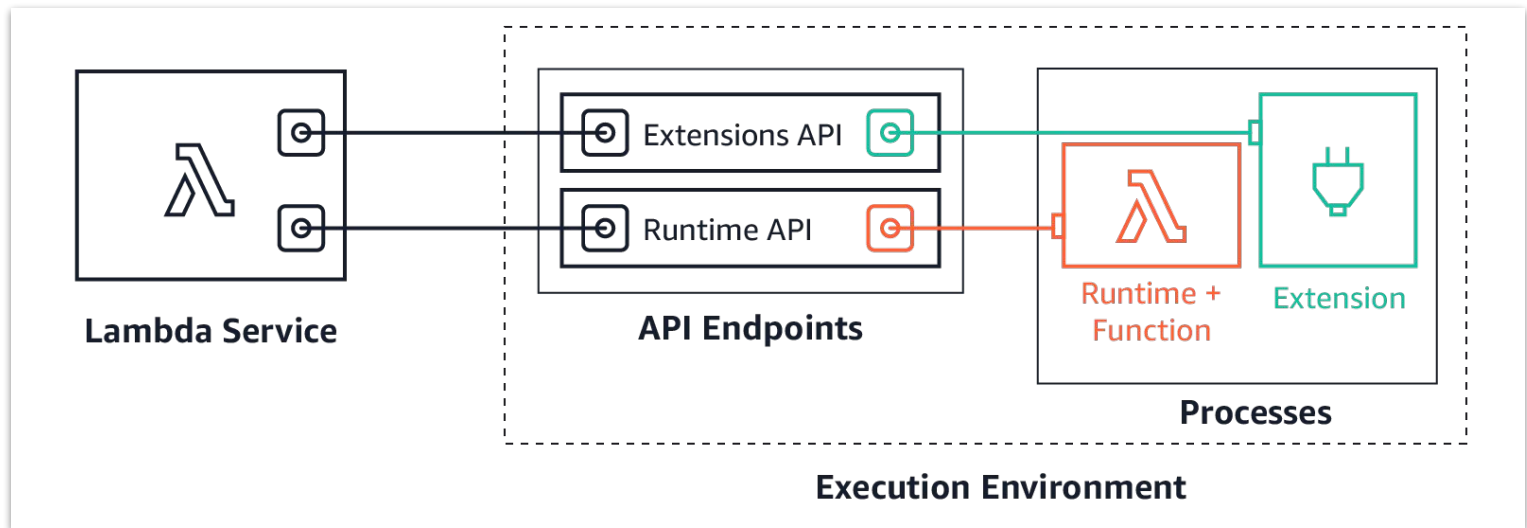 Extensions API
Runtime API
Runtime +
Function
Extension
Lambda Service
API Endpoints
Processes
Execution Environment